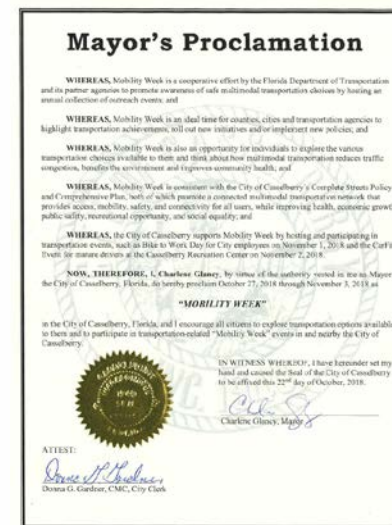 Mayor's Proclamation
WHEREAS, Mobility Week is a cooperative effort by the Florida Department of Transportation
and its partner agencies to promote awareness of safe multimodal transportation choices by hosting an
annual collection of outreach events; and
WHEREAS, Mobility Week is an ideal time for counties, cities and transportation agencies to
highlight transportation achievements, roll out new initiatives and/or implement new policies; and
WHEREAS, Mobility Week is also an opportunity for individuals to explore the various
transportation choices available to them and think about how multimodal transportation reduces traffic
congestion, benefits the environment and improves community health; and
WHEREAS, Mobility Week is consistent with the City of Casselberry's Complete Streets Policy
and Comprehensive Plan, both of which promote a connected multimodal transportation network that
provides access, mobility, safety, and connectivity for all users, while improving health, economic growth
public safety, recreational opportunity, and social equality; and
WHEREAS, the City of Casselberry supports Mobility Week by hosting and participating in
transportation events, such as Bike to Work Day for City employees on November 1, 2018 and the CarFit
Event for mature drivers at the Casselberry Recreation Center on November 2, 2018.
NOW, THEREFORE, I, Charlene Glancy, by virtue of the authority vested in me as Mayor
the City of Casselberry, Florida, do hereby proclaim October 27, 2018 through November 3, 2018 as
"MOBILITY WEEK"
in the City of Casselberry, Florida, and I encourage all citizens to explore transportation options available
to them and to participate in transportation-related "Mobility Week" events in and nearby the City of
Casselberry.
IN WITNESS WHEREOF, I have hereunder set my
hand and caused the Seal of the City of Casselberry
to be affixed this 22nd day of October, 2018.
Charlene Glancy, Mayor
ATTEST:
Donna G. Gardner, CMC, City Clerk